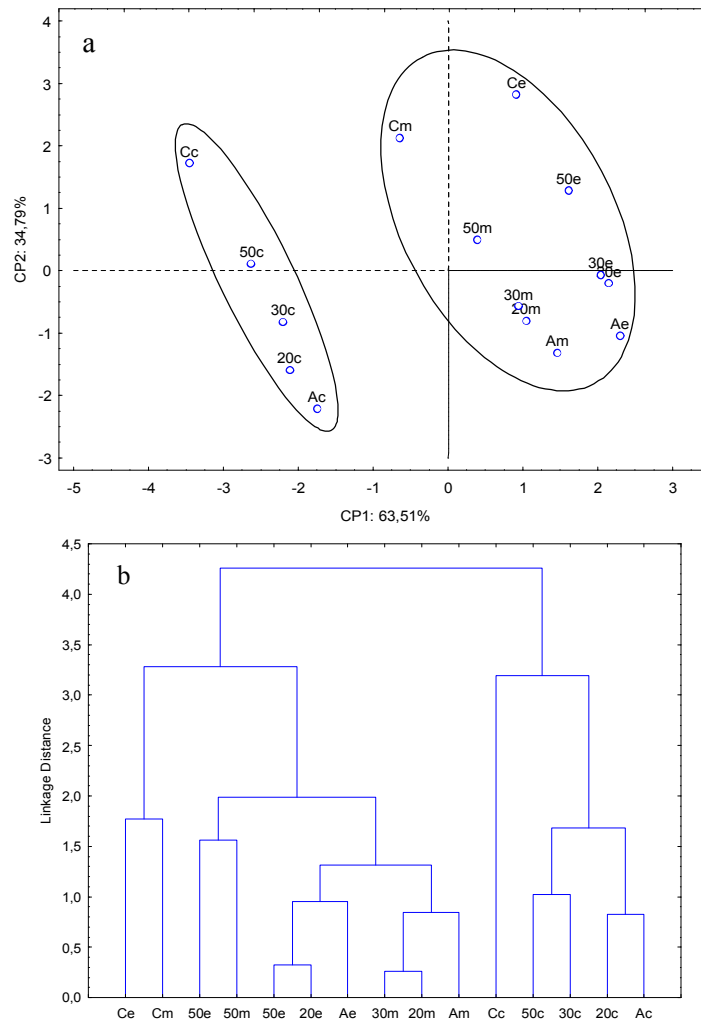 a
4
3
2
1
0
-1
-2
-3
CP2: 34,79%
Ce
Cm
Cc
50e
50m
50c
30e
30m
30c
20m
Ae
Am
20c
Ac
-5 -4 -3 -2 -1 0 1 2 3
CP1: 63,51%
b
4,5
4,0
3,5
3,0
2,5
2,0
1,5
1,0
0,5
0,0
Linkage Distance
Ce Cm 50e 50m 50e 20e Ae 30m 20m Am Cc 50c 30c 20c Ac